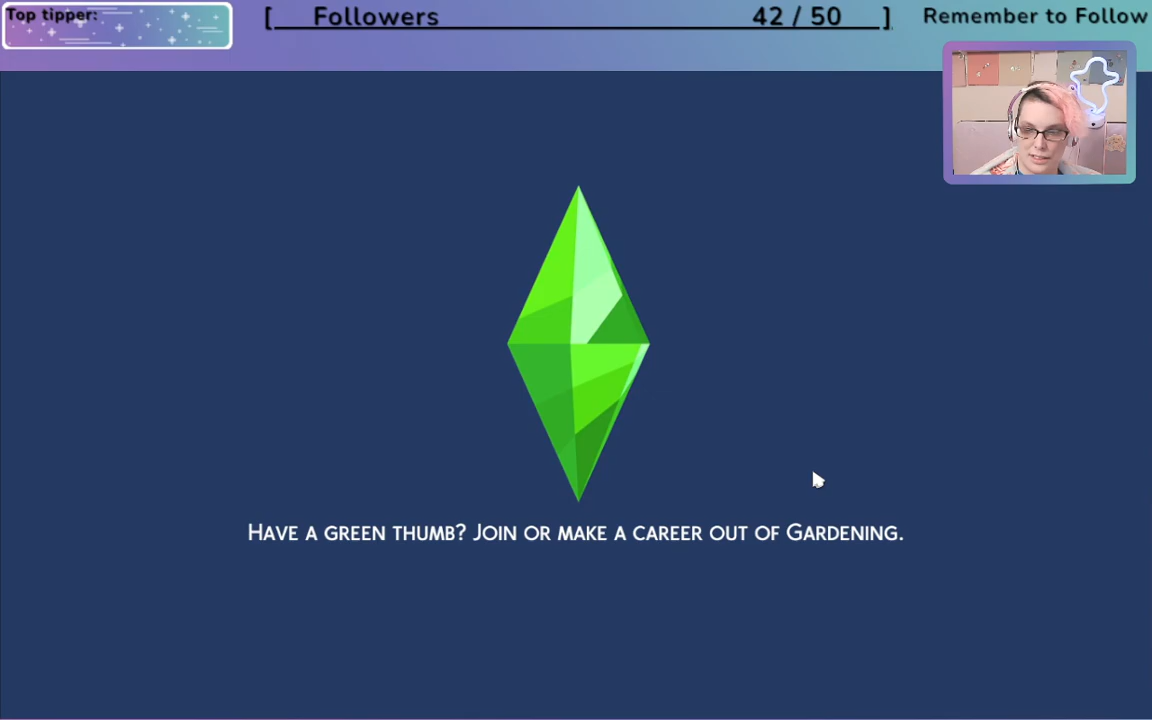 Top tipper:
[ Followers 42 / 50 ]
Remember to Follow
Have a green thumb? Join or make a career out of Gardening.